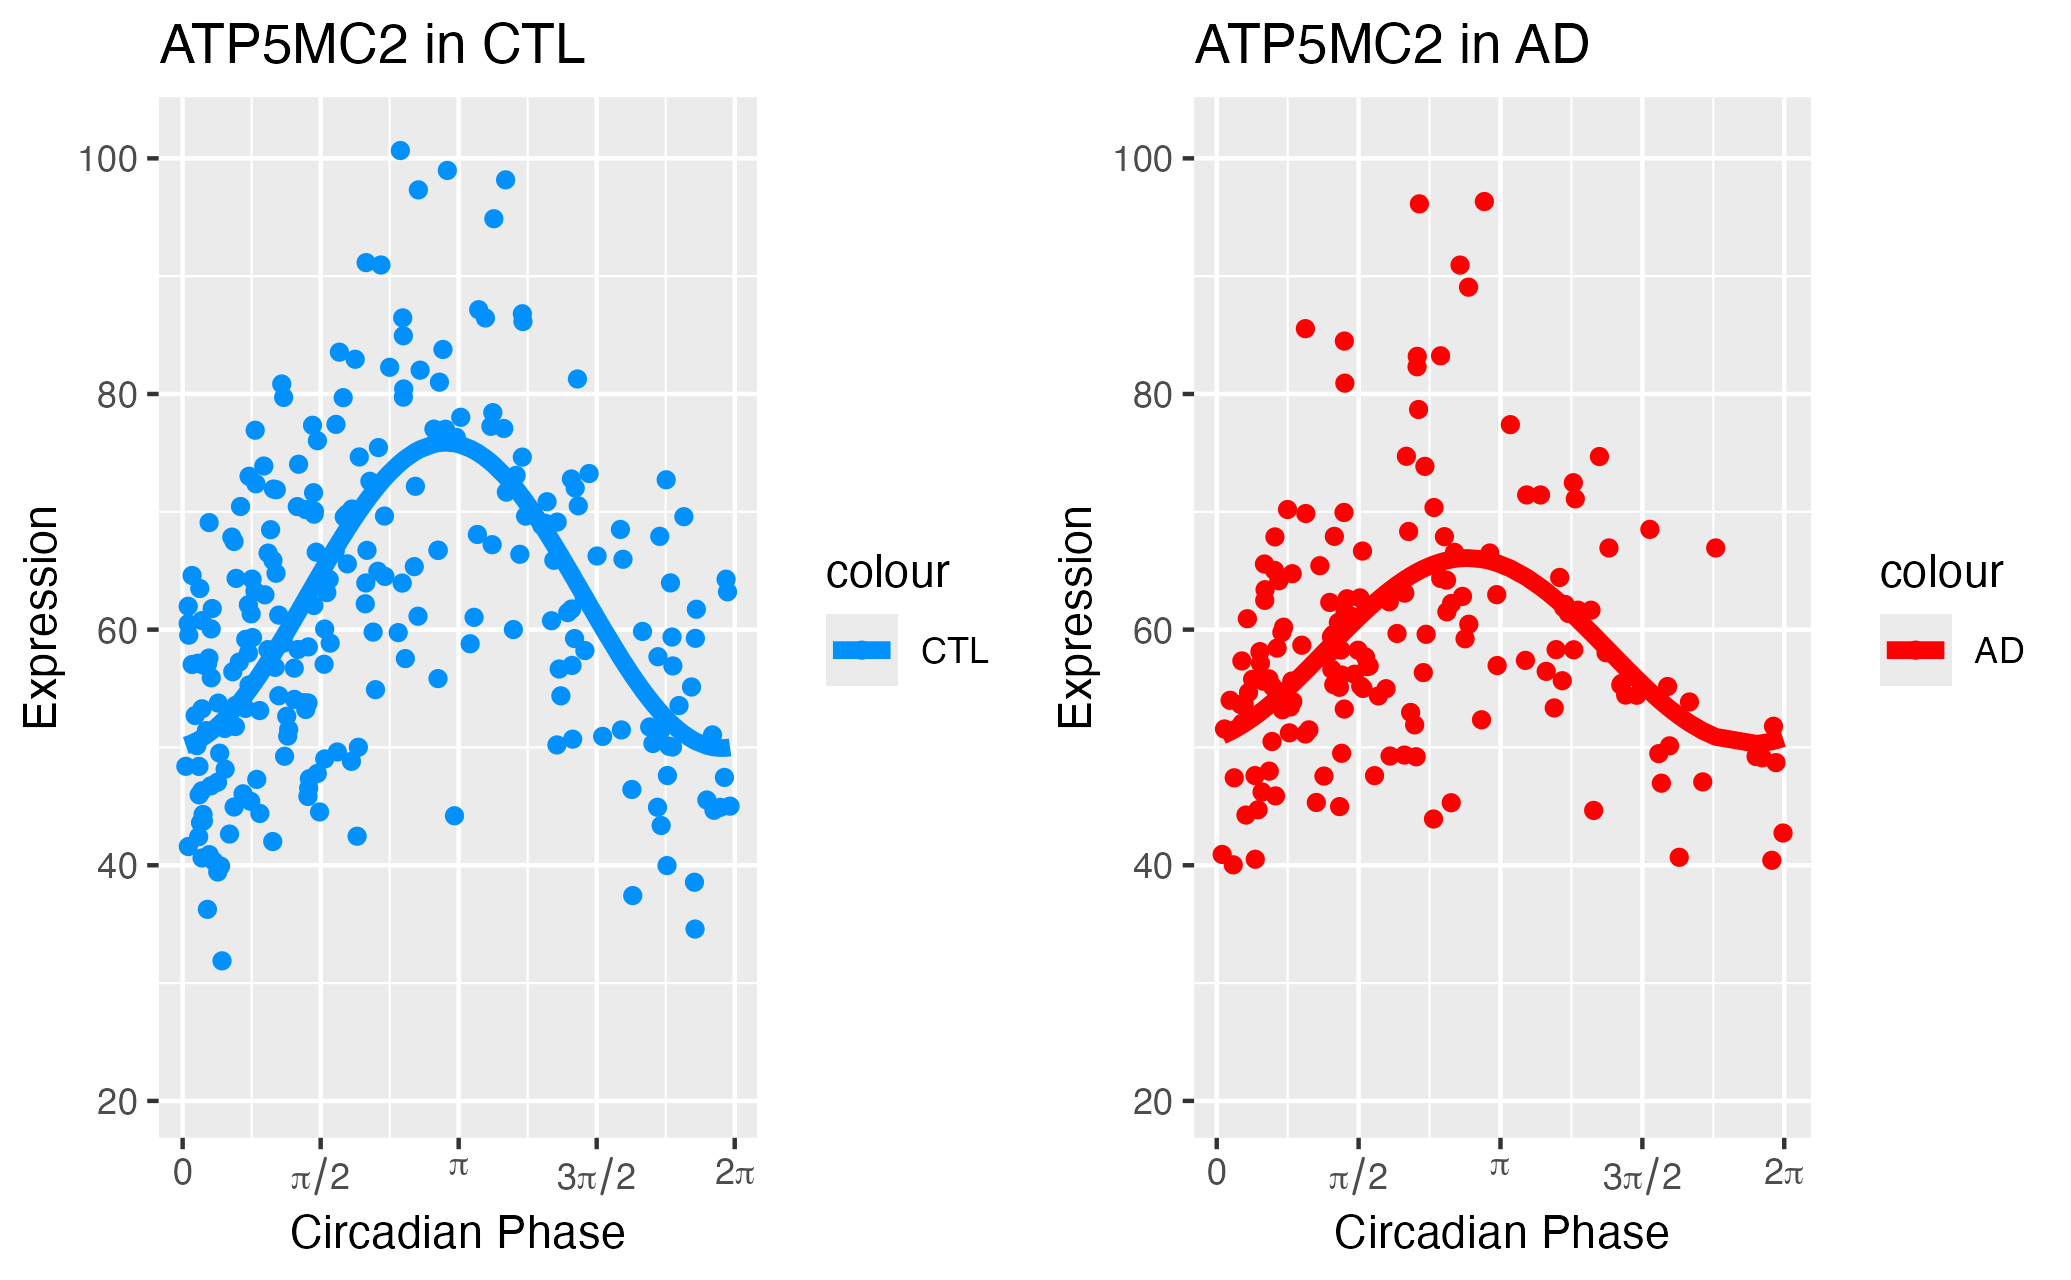 ATP5MC2 in CTL
100
80
60
40
20
Expression
0
π/2
π
3π/2
2π
Circadian Phase
colour
CTL
ATP5MC2 in AD
100
80
60
40
20
Expression
0
π/2
π
3π/2
2π
Circadian Phase
colour
AD